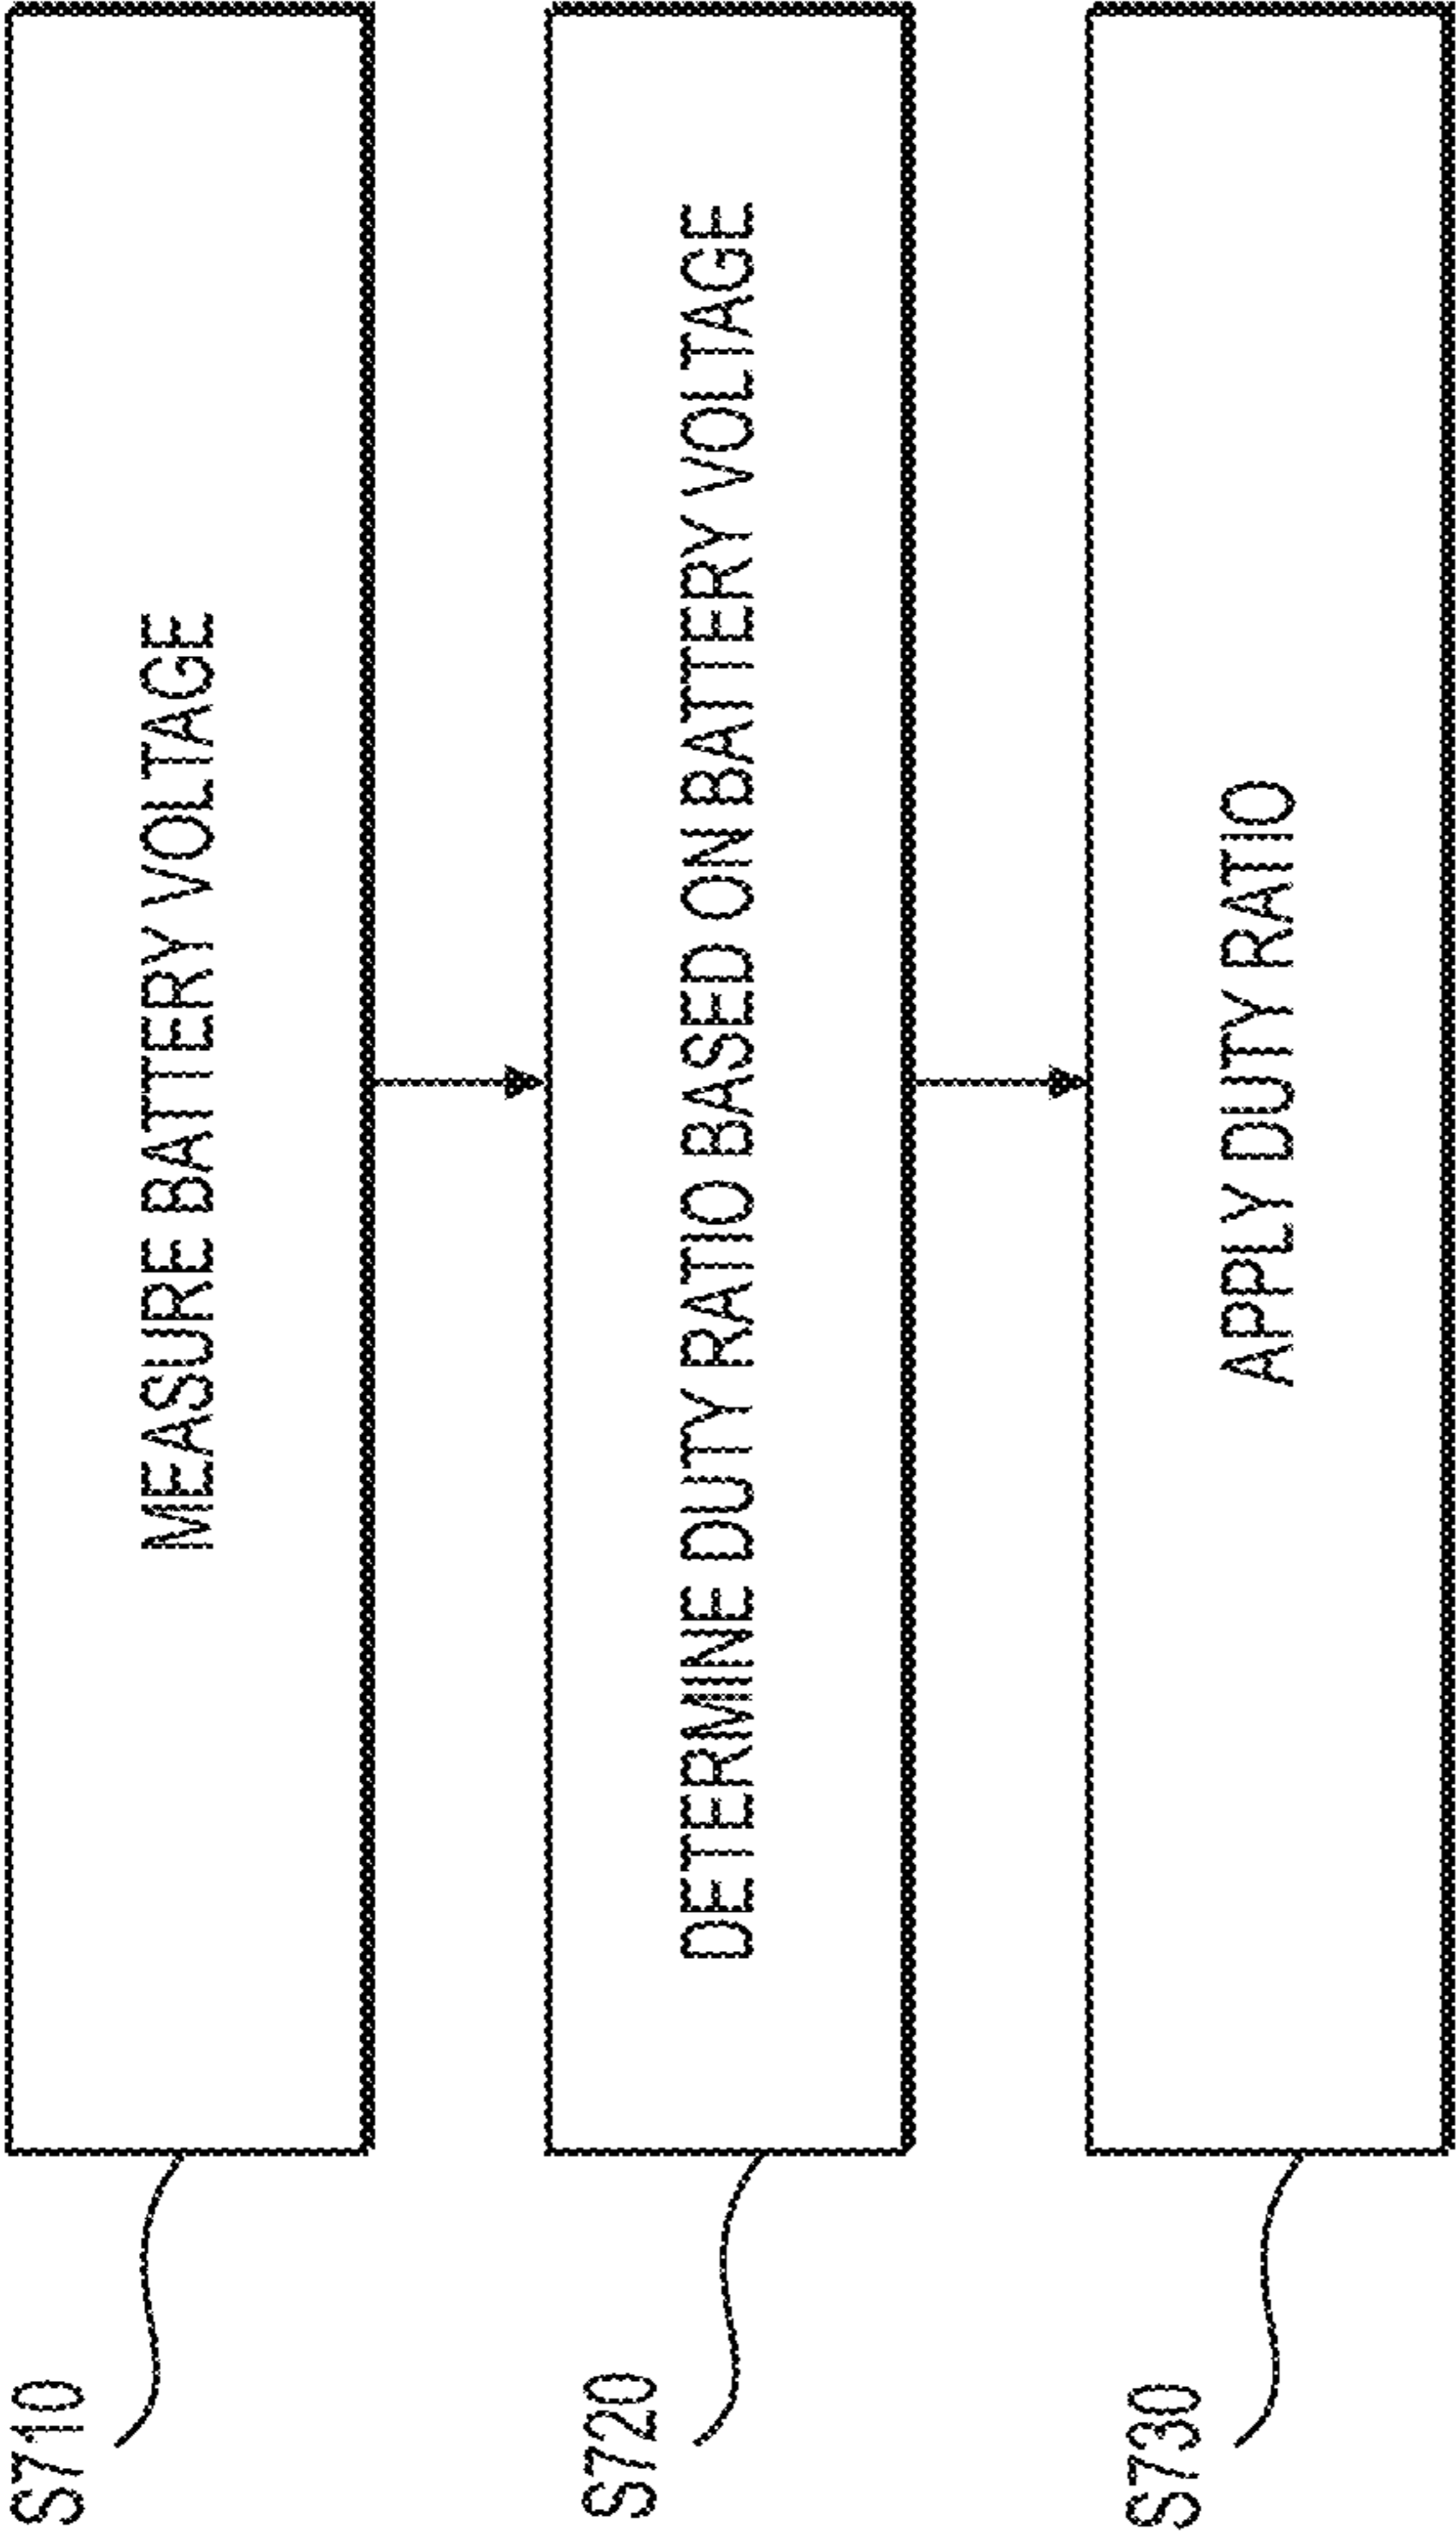 S710
MEASURE BATTERY VOLTAGE
S720
DETERMINE DUTY RATIO BASED ON BATTERY VOLTAGE
S730
APPLY DUTY RATIO